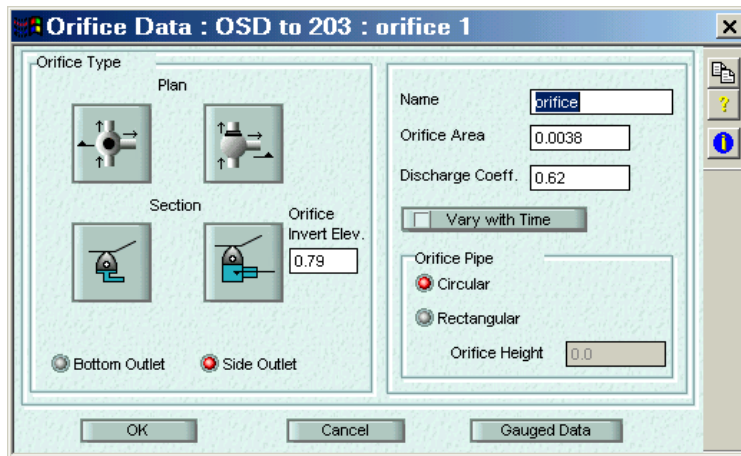 Orifice Data : OSD to 203 : orifice 1
Orifice Type
Plan
Section
Orifice
Invert Elev.
0.79
Bottom Outlet
Side Outlet
Name
orifice
Orifice Area
0.0038
Discharge Coeff.
0.62
Vary with Time
Orifice Pipe
Circular
Rectangular
Orifice Height
0.0
OK
Cancel
Gauged Data